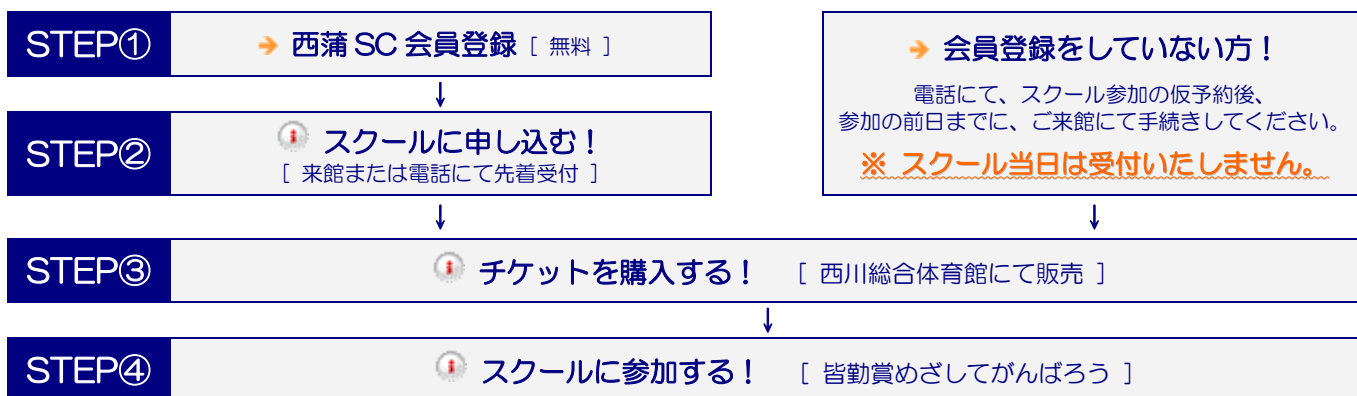 STEP①
西蒲 SC 会員登録 [ 無料 ]
STEP②
スクールに申し込む!
[ 来館または電話にて先着受付 ]
会員登録をしていない方!
電話にて、スクール参加の仮予約後、
参加の前日までに、ご来館にて手続きしてください。
※ スクール当日は受付いたしません。
STEP③
チケットを購入する! [ 西川総合体育館にて販売 ]
STEP④
スクールに参加する! [ 皆勤賞めざしてがんばろう ]